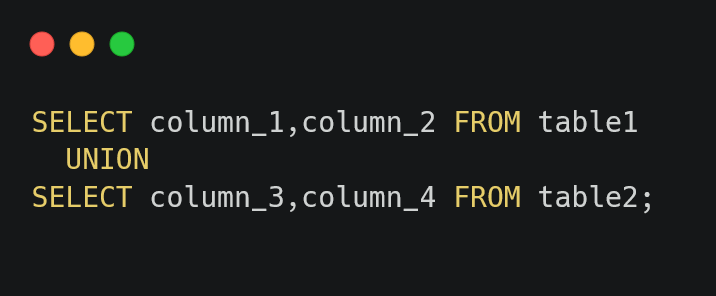 SELECT column_1,column_2 FROM table1
UNION
SELECT column_3,column_4 FROM table2;